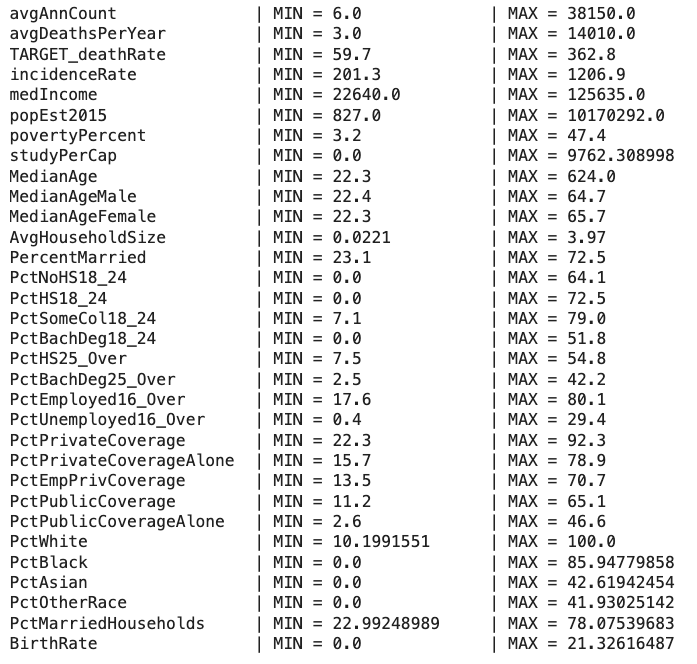 avgAnnCount | MIN = 6.0 | MAX = 38150.0
avgDeathsPerYear | MIN = 3.0 | MAX = 14010.0
TARGET_deathRate | MIN = 59.7 | MAX = 362.8
incidenceRate | MIN = 201.3 | MAX = 1206.9
medIncome | MIN = 22640.0 | MAX = 125635.0
popEst2015 | MIN = 827.0 | MAX = 10170292.0
povertyPercent | MIN = 3.2 | MAX = 47.4
studyPerCap | MIN = 0.0 | MAX = 9762.308998
MedianAge | MIN = 22.3 | MAX = 624.0
MedianAgeMale | MIN = 22.4 | MAX = 64.7
MedianAgeFemale | MIN = 22.3 | MAX = 65.7
AvgHouseholdSize | MIN = 0.0221 | MAX = 3.97
PercentMarried | MIN = 23.1 | MAX = 72.5
PctNoHS18_24 | MIN = 0.0 | MAX = 64.1
PctHS18_24 | MIN = 0.0 | MAX = 72.5
PctSomeCol18_24 | MIN = 7.1 | MAX = 79.0
PctBachDeg18_24 | MIN = 0.0 | MAX = 51.8
PctHS25_Over | MIN = 7.5 | MAX = 54.8
PctBachDeg25_Over | MIN = 2.5 | MAX = 42.2
PctEmployed16_Over | MIN = 17.6 | MAX = 80.1
PctUnemployed16_Over | MIN = 0.4 | MAX = 29.4
PctPrivateCoverage | MIN = 22.3 | MAX = 92.3
PctPrivateCoverageAlone | MIN = 15.7 | MAX = 78.9
PctEmpPrivCoverage | MIN = 13.5 | MAX = 70.7
PctPublicCoverage | MIN = 11.2 | MAX = 65.1
PctPublicCoverageAlone | MIN = 2.6 | MAX = 46.6
PctWhite | MIN = 10.1991551 | MAX = 100.0
PctBlack | MIN = 0.0 | MAX = 85.94779858
PctAsian | MIN = 0.0 | MAX = 42.61942454
PctOtherRace | MIN = 0.0 | MAX = 41.93025142
PctMarriedHouseholds | MIN = 22.99248989 | MAX = 78.07539683
BirthRate | MIN = 0.0 | MAX = 21.32616487